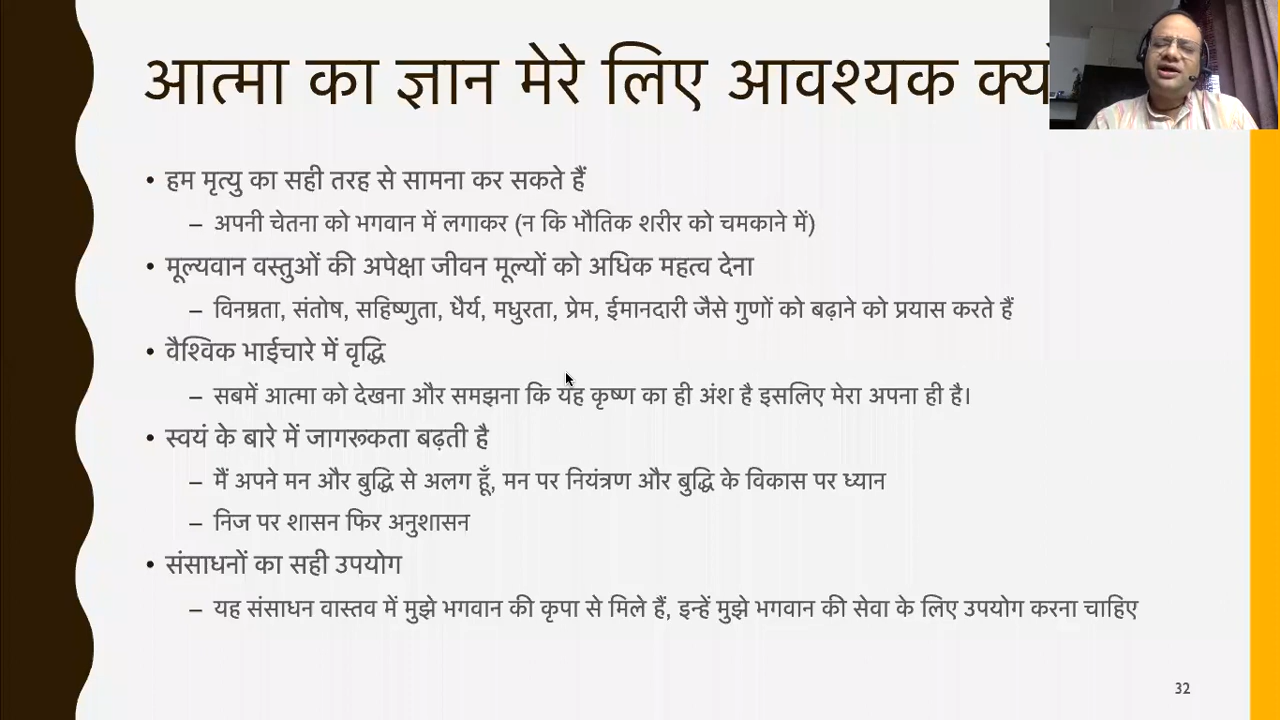 आत्मा का ज्ञान मेरे लिए आवश्यक
• हम मृत्यु का सही तरह से सामना कर सकते हैं
– अपनी चेतना को भगवान में लगाकर (न कि भौतिक शरीर को चमकाने में)
• मूल्यवान वस्तुओं की अपेक्षा जीवन मूल्यों को अधिक महत्व देना
– विनम्रता, संतोष, सहिष्णुता, धैर्य, मधुरता, प्रेम, ईमानदारी जैसे गुणों को बढ़ाने को प्रयास करते हैं
• वैश्विक भाईचारे में वृद्धि
– सबमें आत्मा को देखना और समझना कि यह कृष्ण का ही अंश है इसलिए मेरा अपना ही है।
• स्वयं के बारे में जागरूकता बढ़ती है
– मैं अपने मन और बुद्धि से अलग हूँ, मन पर नियंत्रण और बुद्धि के विकास पर ध्यान
– निज पर शासन फिर अनुशासन
• संसाधनों का सही उपयोग
– यह संसाधन वास्तव में मुझे भगवान की कृपा से मिले हैं, इन्हें मुझे भगवान की सेवा के लिए उपयोग करना चाहिए
32